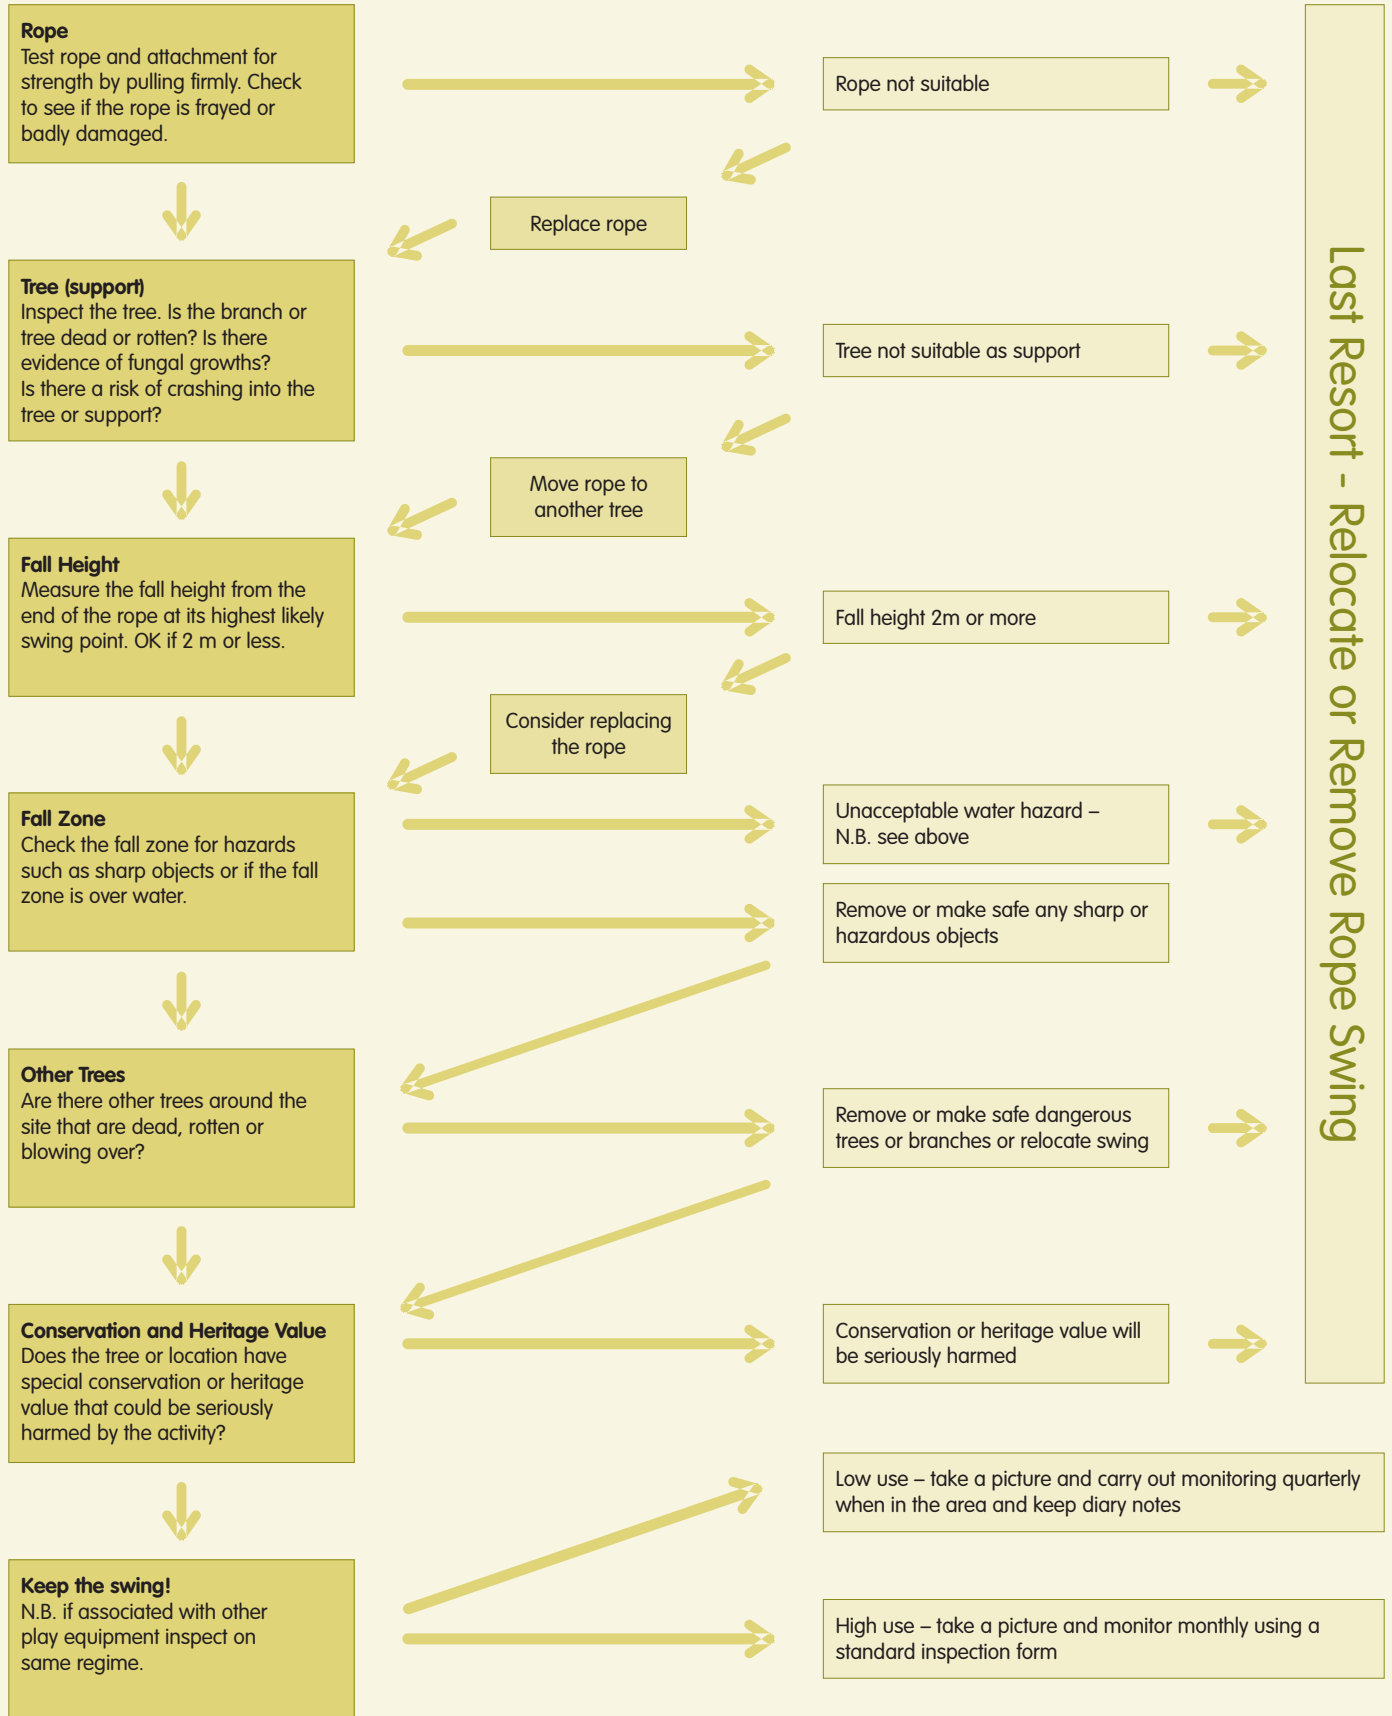 Rope
Test rope and attachment for
strength by pulling firmly. Check
to see if the rope is frayed or
badly damaged.
Rope not suitable
Replace rope
Tree (support)
Inspect the tree. Is the branch or
tree dead or rotten? Is there
evidence of fungal growths?
Is there a risk of crashing into the
tree or support?
Tree not suitable as support
Move rope to
another tree
Fall Height
Measure the fall height from the
end of the rope at its highest likely
swing point. OK if 2 m or less.
Fall height 2m or more
Consider replacing
the rope
Fall Zone
Check the fall zone for hazards
such as sharp objects or if the fall
zone is over water.
Unacceptable water hazard –
N.B. see above
Remove or make safe any sharp or
hazardous objects
Other Trees
Are there other trees around the
site that are dead, rotten or
blowing over?
Remove or make safe dangerous
trees or branches or relocate swing
Conservation and Heritage Value
Does the tree or location have
special conservation or heritage
value that could be seriously
harmed by the activity?
Conservation or heritage value will
be seriously harmed
Last Resort - Relocate or Remove Rope Swing
Keep the swing!
N.B. if associated with other
play equipment inspect on
same regime.
Low use – take a picture and carry out monitoring quarterly
when in the area and keep diary notes
High use – take a picture and monitor monthly using a
standard inspection form